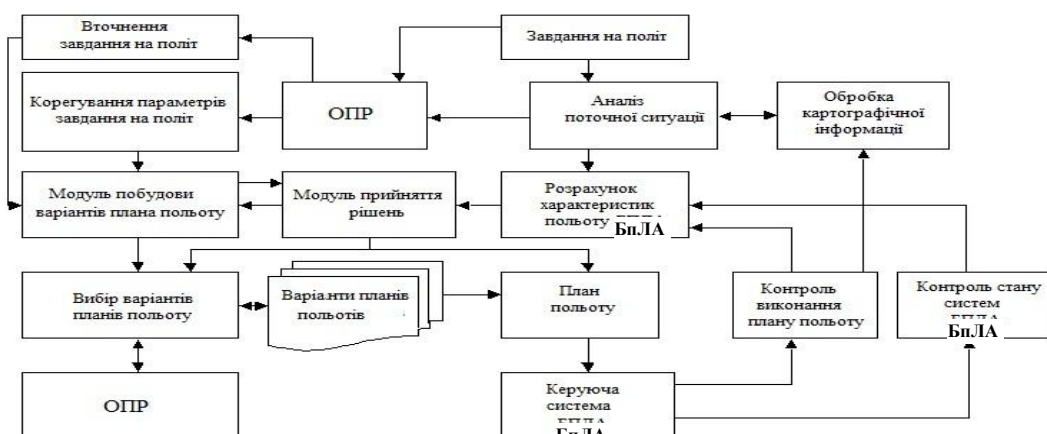 Вточнення
завдання на політ
Завдання на політ
Корегування параметрів
завдання на політ
ОПР
Аналіз
поточної ситуації
Обробка
картографічної
інформації
Модуль побудови
варіантів плана польоту
Модуль прийняття
рішень
Розрахунок
характеристик
польоту
БпЛА
Вибір варіантів
планів польоту
Варіанти планів
польотів
План
польоту
Контроль
виконання
плану польоту
Контроль стану
систем
БпЛА
ОПР
Керуюча
система
БпЛА